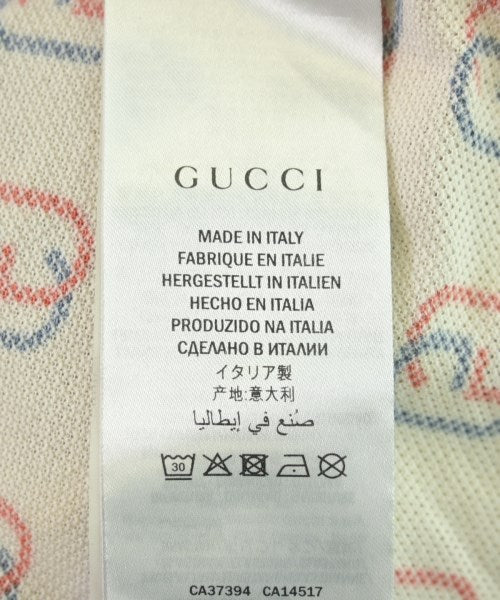 GUCCI
MADE IN ITALY
FABRIQUE EN ITALIE
HERGESTELLT IN ITALIEN
HECHO EN ITALIA
PRODUZIDO NA ITALIA
СДЕЛАНО В ИТАЛИИ
イタリア製
产地:意大利
صُنع في إيطاليا
30
CA37394 CA14517